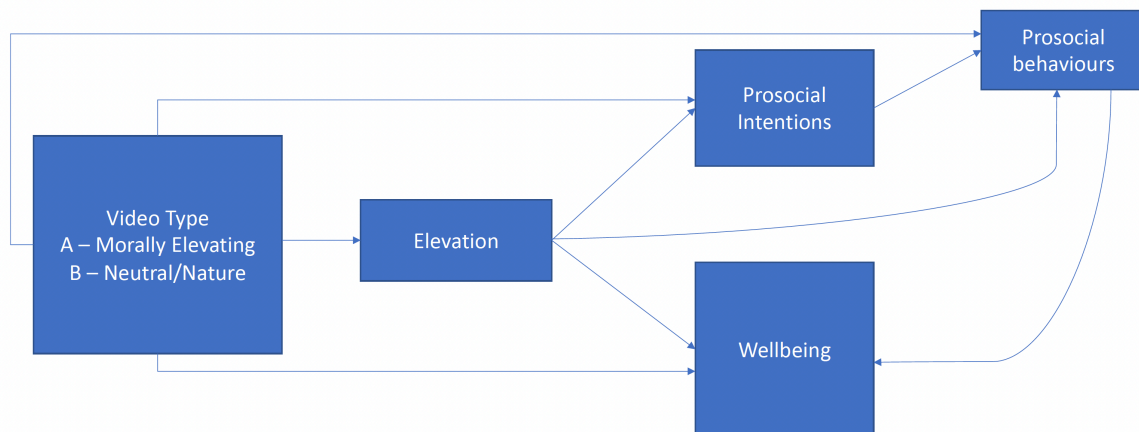 Prosocial
behaviours
Prosocial
Intentions
Video Type
A – Morally Elevating
B – Neutral/Nature
Elevation
Wellbeing